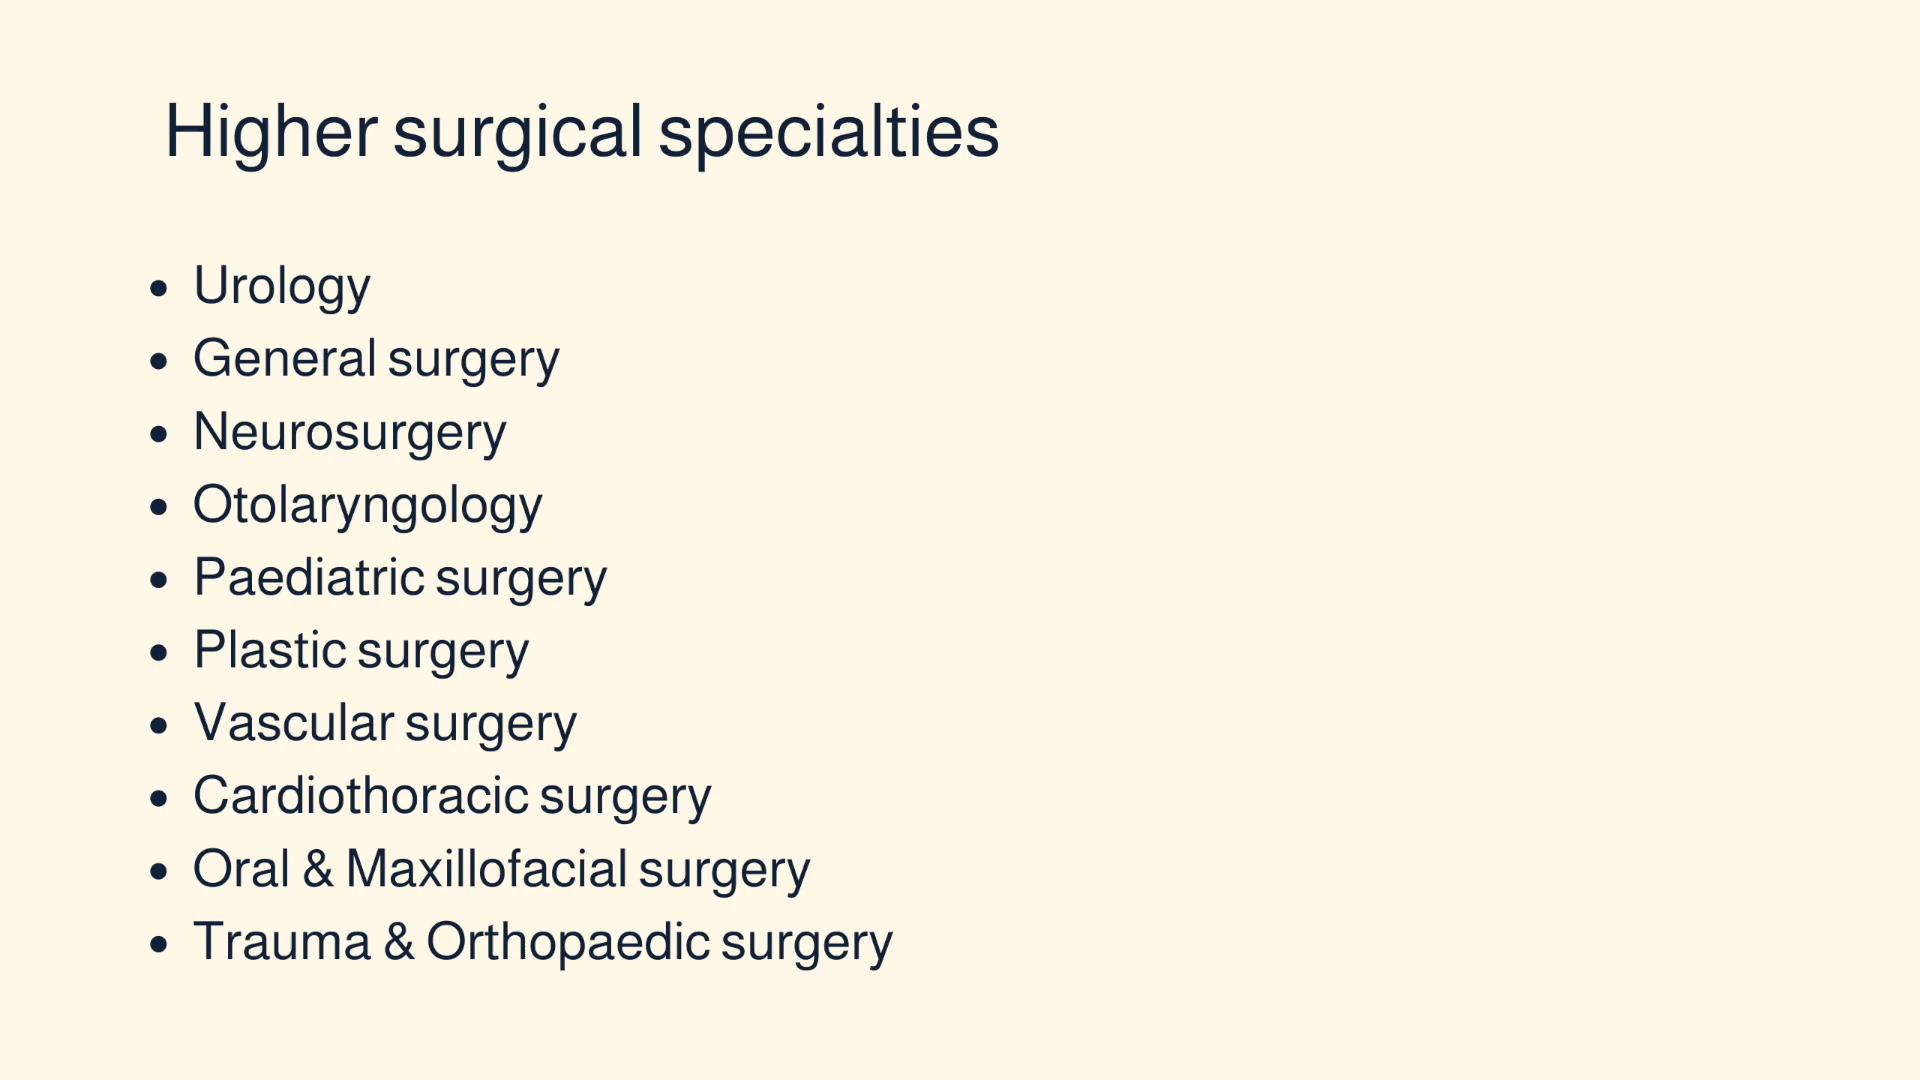 Higher surgical specialties
• Urology
• General surgery
• Neurosurgery
• Otolaryngology
• Paediatric surgery
• Plastic surgery
• Vascular surgery
• Cardiothoracic surgery
• Oral & Maxillofacial surgery
• Trauma & Orthopaedic surgery